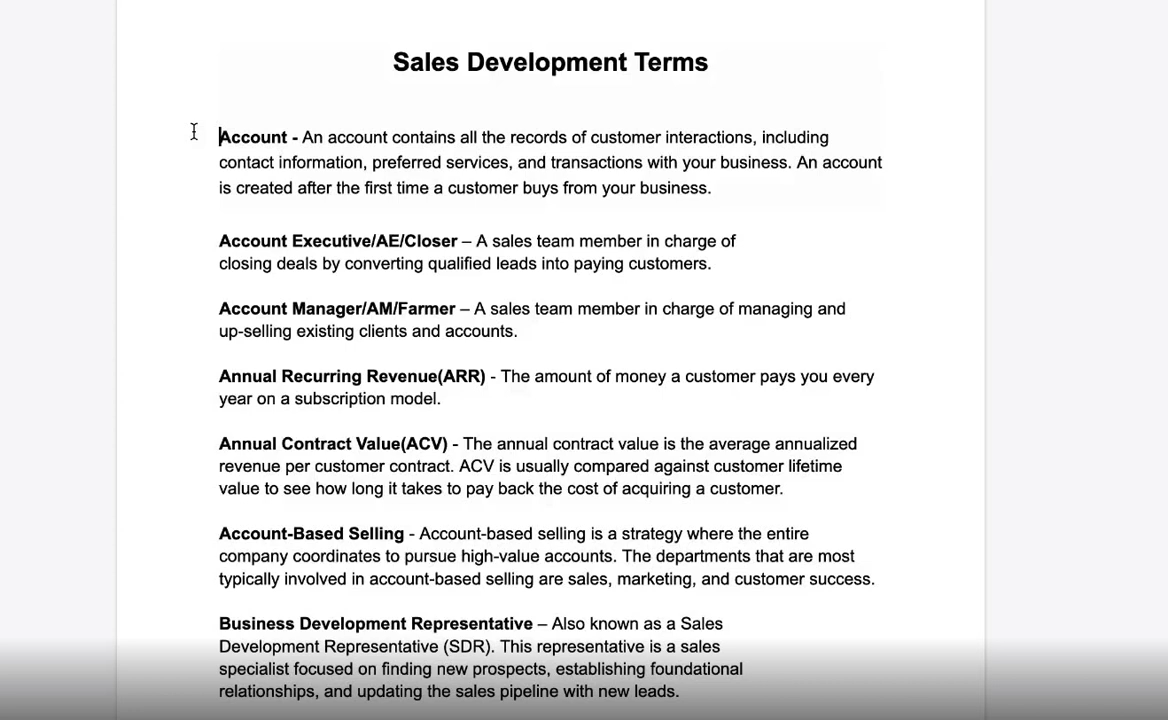 Sales Development Terms
Account - An account contains all the records of customer interactions, including
contact information, preferred services, and transactions with your business. An account
is created after the first time a customer buys from your business.
Account Executive/AE/Closer – A sales team member in charge of
closing deals by converting qualified leads into paying customers.
Account Manager/AM/Farmer – A sales team member in charge of managing and
up-selling existing clients and accounts.
Annual Recurring Revenue(ARR) - The amount of money a customer pays you every
year on a subscription model.
Annual Contract Value(ACV) - The annual contract value is the average annualized
revenue per customer contract. ACV is usually compared against customer lifetime
value to see how long it takes to pay back the cost of acquiring a customer.
Account-Based Selling - Account-based selling is a strategy where the entire
company coordinates to pursue high-value accounts. The departments that are most
typically involved in account-based selling are sales, marketing, and customer success.
Business Development Representative – Also known as a Sales
Development Representative (SDR). This representative is a sales
specialist focused on finding new prospects, establishing foundational
relationships, and updating the sales pipeline with new leads.